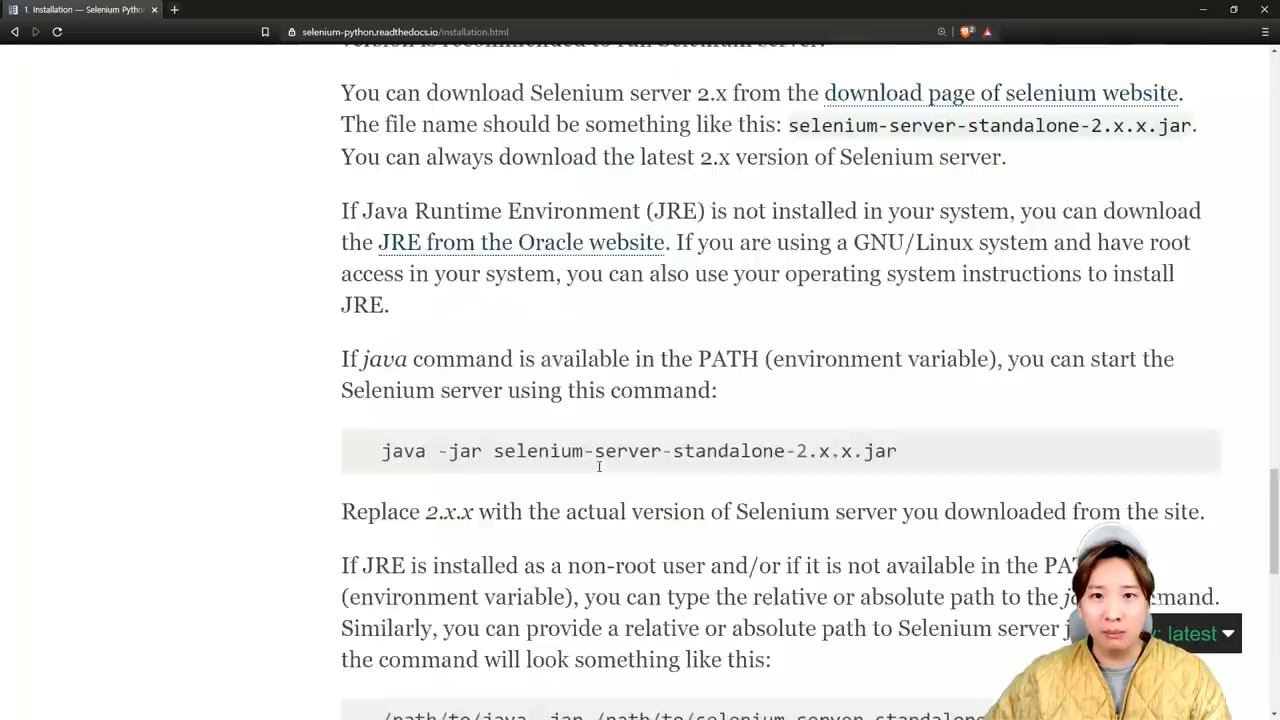 1. Installation — Selenium Pytho
selenium-python.readthedocs.io/installation.html
version is recommended to run Selenium server.
You can download Selenium server 2.x from the download page of selenium website.
The file name should be something like this: selenium-server-standalone-2.x.x.jar.
You can always download the latest 2.x version of Selenium server.
If Java Runtime Environment (JRE) is not installed in your system, you can download
the JRE from the Oracle website. If you are using a GNU/Linux system and have root
access in your system, you can also use your operating system instructions to install
JRE.
If java command is available in the PATH (environment variable), you can start the
Selenium server using this command:
java -jar selenium-server-standalone-2.x.x.jar
Replace 2.x.x with the actual version of Selenium server you downloaded from the site.
If JRE is installed as a non-root user and/or if it is not available in the PA
(environment variable), you can type the relative or absolute path to the j mmand.
Similarly, you can provide a relative or absolute path to Selenium server j
: latest
the command will look something like this:
/path/to/java -jar /path/to/selenium-server-standalone